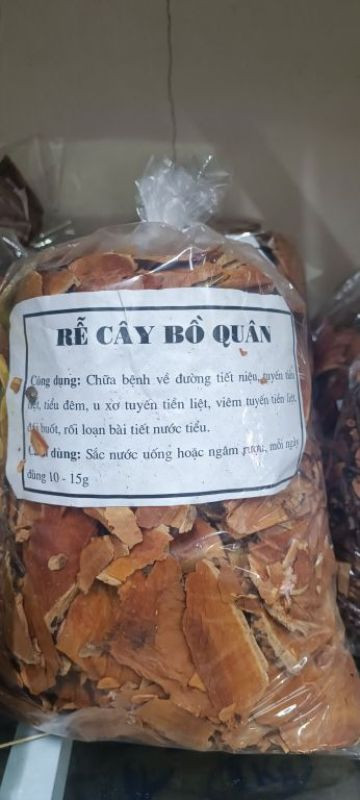 RỄ CÂY BỒ QUÂN
Công dụng: Chữa bệnh về đường tiết niệu, tuyến tiền
liệt, tiểu đêm, u xơ tuyến tiền liệt, viêm tuyến tiền liệt,
buốt, rối loạn bài tiết nước tiểu.
dùng: Sắc nước uống hoặc ngâm rượu, mỗi ngày
dùng 10 - 15g